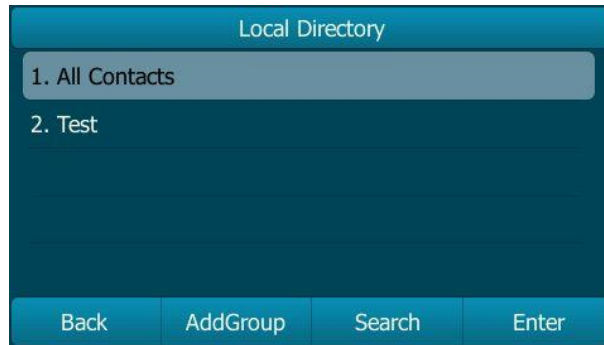 Local Directory
1. All Contacts
2. Test
Back AddGroup Search Enter